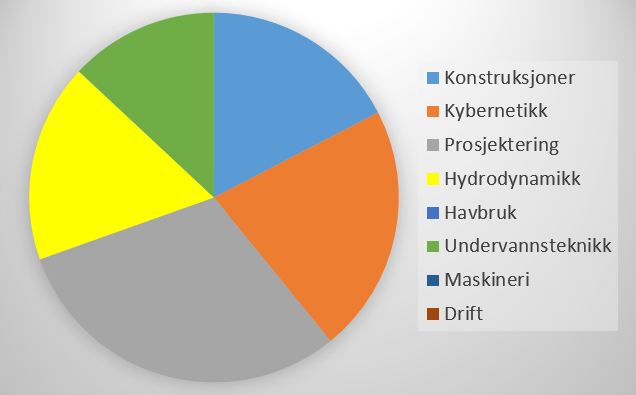 Konstruksjoner
Kybernetikk
Prosjektering
Hydrodynamikk
Havbruk
Undervannsteknikk
Maskineri
Drift